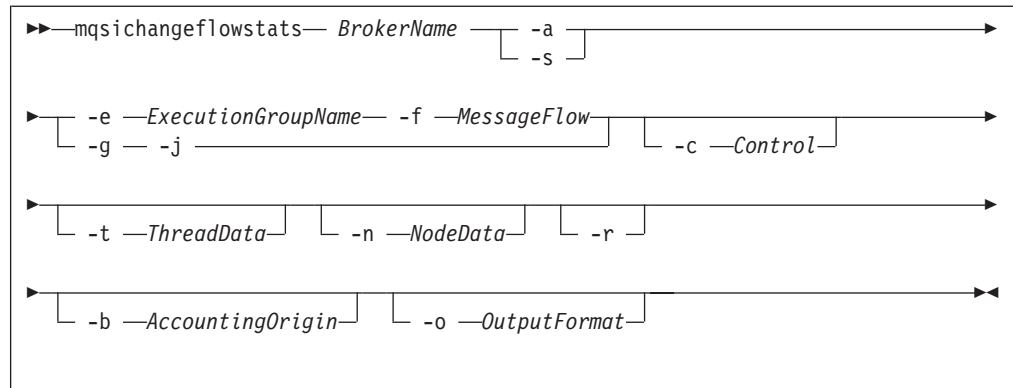 mqsichangeflowstats BrokerName -a
-s
-e ExecutionGroupName -f MessageFlow
-g -j -c Control
-t ThreadData -n NodeData -r
-b AccountingOrigin -o OutputFormat